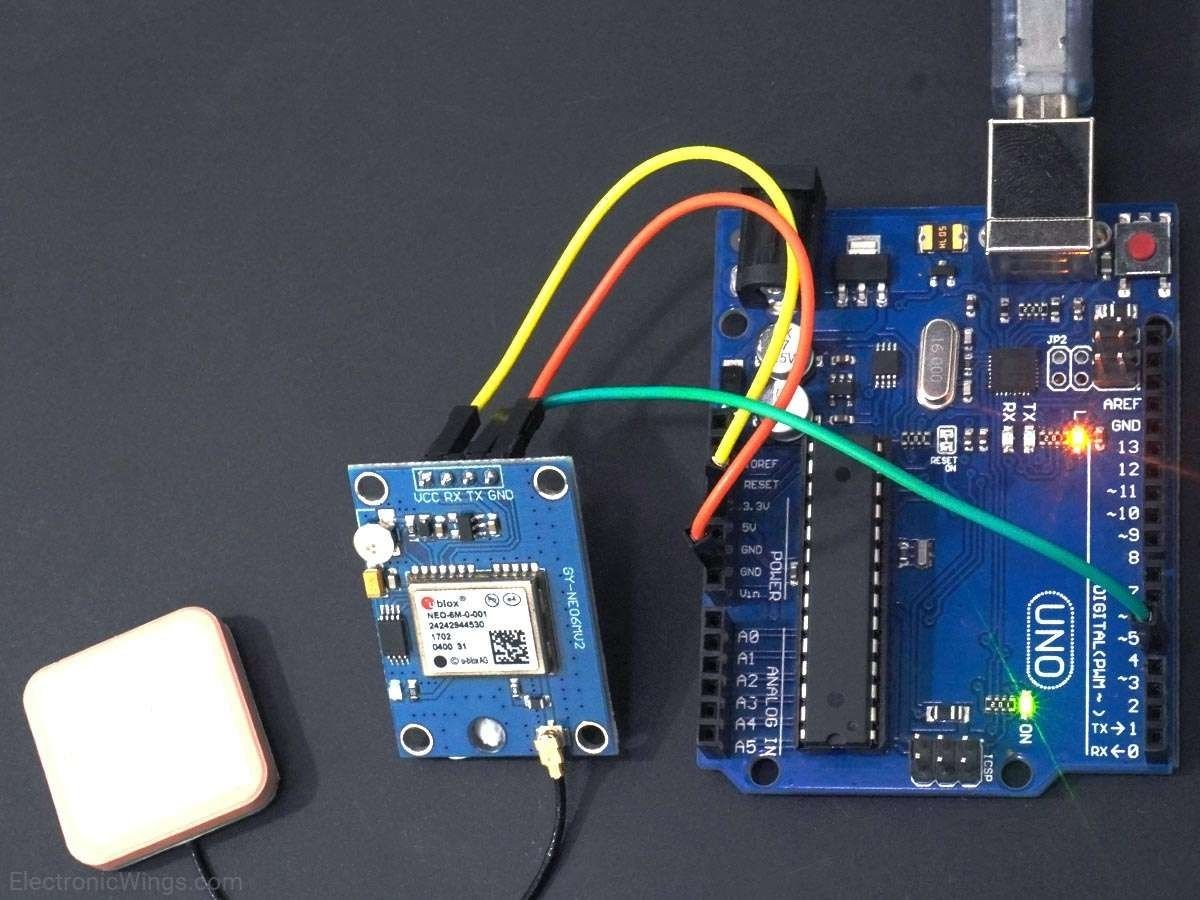 16.000
JP2
AREF
GND
13
12
~11
~10
~9
8
7
~5
4
~3
2
TX→1
RX←0
DIGITAL(PWM ~)
RX
TX
L
RESET
ON
IOREF
RESET
3.3V
5V
GND
GND
Vin
POWER
A0
A1
A2
A3
A4
A5
ANALOG IN
UNO
ON
ICSP
VCC RX TX GND
GY-NEO6MV2
u-blox®
NEO-6M-0-001
24242944530
1702
0400 31
© u-blox AG
ElectronicWings.com